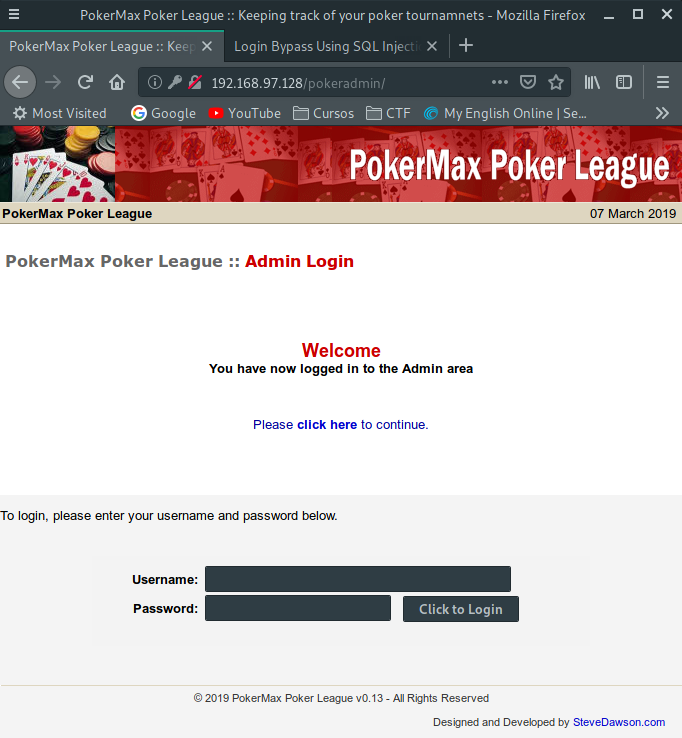 PokerMax Poker League :: Keeping track of your poker tournamnets - Mozilla Firefox
PokerMax Poker League :: Keep
Login Bypass Using SQL Injecti
192.168.97.128/pokeradmin/
Most Visited Google YouTube Cursos CTF My English Online | Se...
PokerMax Poker League
PokerMax Poker League 07 March 2019
PokerMax Poker League :: Admin Login
Welcome
You have now logged in to the Admin area
Please click here to continue.
To login, please enter your username and password below.
Username:
Password: Click to Login
© 2019 PokerMax Poker League v0.13 - All Rights Reserved
Designed and Developed by SteveDawson.com